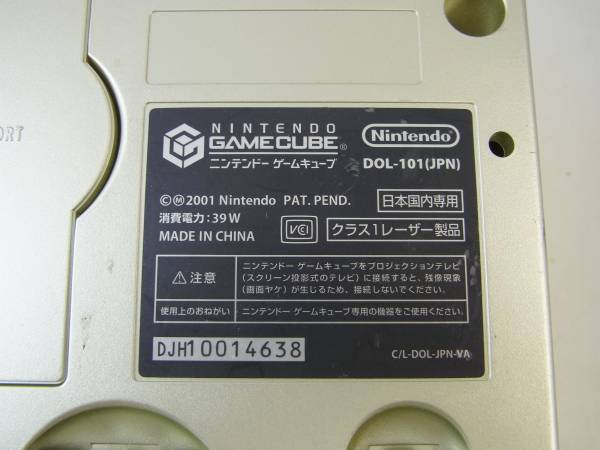 ORT
NINTENDO
GAMECUBE®
ニンテンドー ゲームキューブ
Nintendo®
DOL-101(JPN)
©Ⓜ2001 Nintendo PAT. PEND.
日本国内専用
消費電力:39W
MADE IN CHINA
VCI
クラス1レーザー製品
⚠注意
ニンテンドー ゲームキューブをプロジェクションテレビ
(スクリーン投影式のテレビ)に接続すると、残像現象
(画面ヤケ)が生じるため、接続しないでください。
使用上のおねがい
ニンテンドー ゲームキューブ専用の機器をご使用ください。
DJH10014638
C/L-DOL-JPN-VA